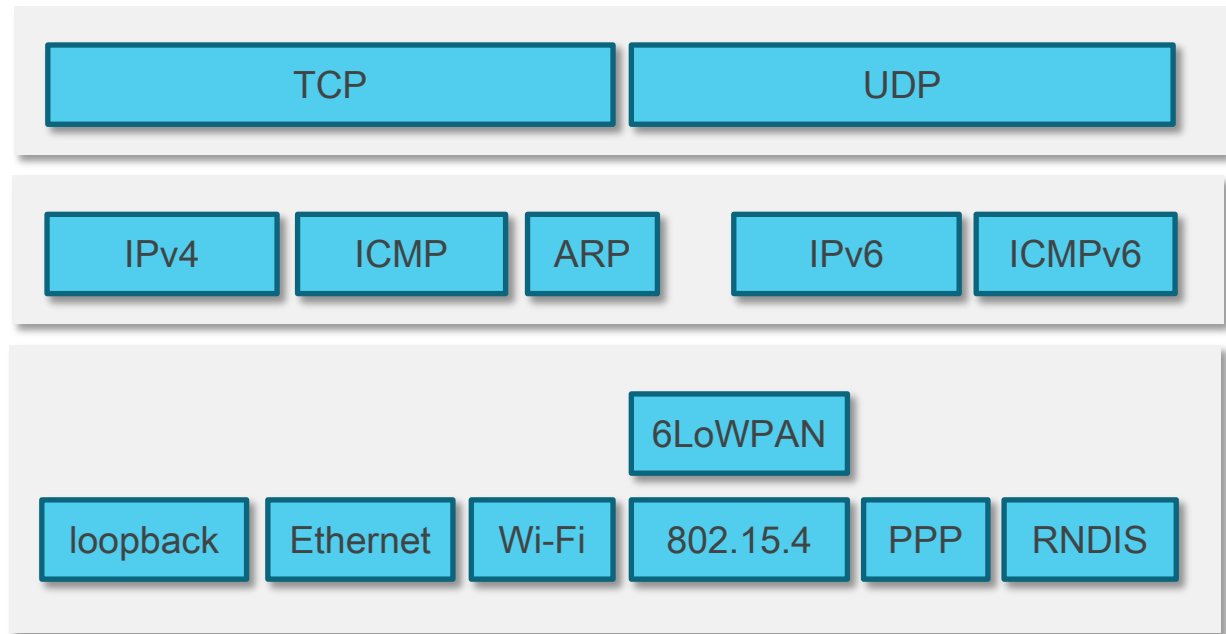 TCP
UDP
IPv4
ICMP
ARP
IPv6
ICMPv6
6LoWPAN
loopback
Ethernet
Wi-Fi
802.15.4
PPP
RNDIS